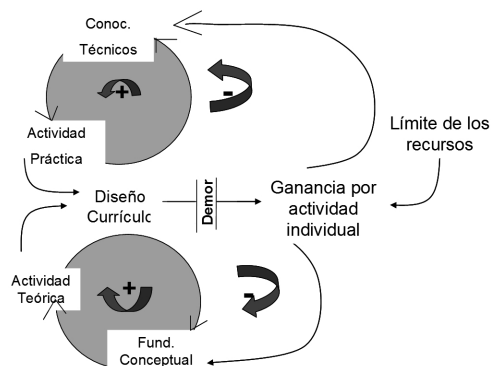 Conoc.
Técnicos
+
-
Actividad
Práctica
Límite de los
recursos
Diseño
Currículo
Demor
Ganancia por
actividad
individual
Actividad
Teórica
+
-
Fund.
Conceptual